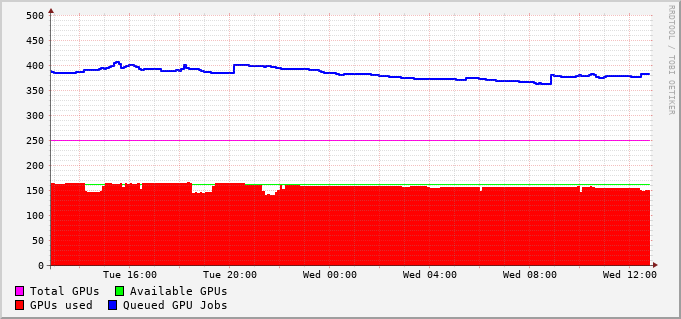 500
450
400
350
300
250
200
150
100
50
0
Tue 16:00 Tue 20:00 Wed 00:00 Wed 04:00 Wed 08:00 Wed 12:00
Total GPUs Available GPUs
GPUs used Queued GPU Jobs
RRDTOOL / TOBI OETIKER